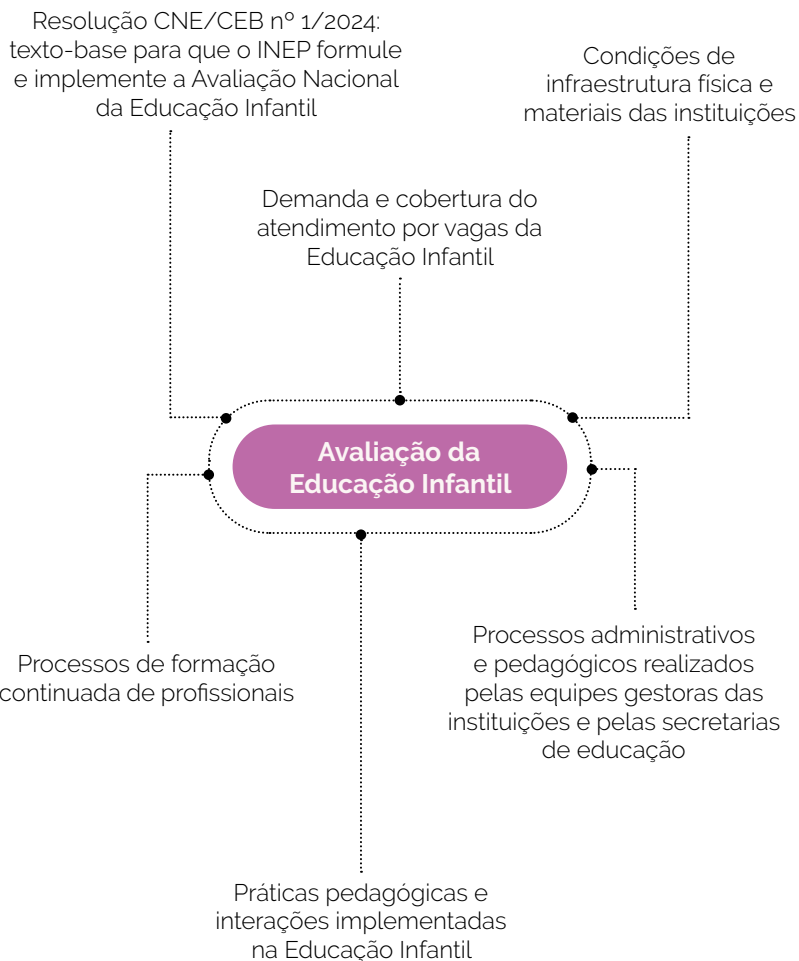 Resolução CNE/CEB nº 1/2024:
texto-base para que o INEP formule
e implemente a Avaliação Nacional
da Educação Infantil
Condições de
infraestrutura física e
materiais das instituições
Demanda e cobertura do
atendimento por vagas da
Educação Infantil
Avaliação da
Educação Infantil
Processos de formação
continuada de profissionais
Processos administrativos
e pedagógicos realizados
pelas equipes gestoras das
instituições e pelas secretarias
de educação
Práticas pedagógicas e
interações implementadas
na Educação Infantil